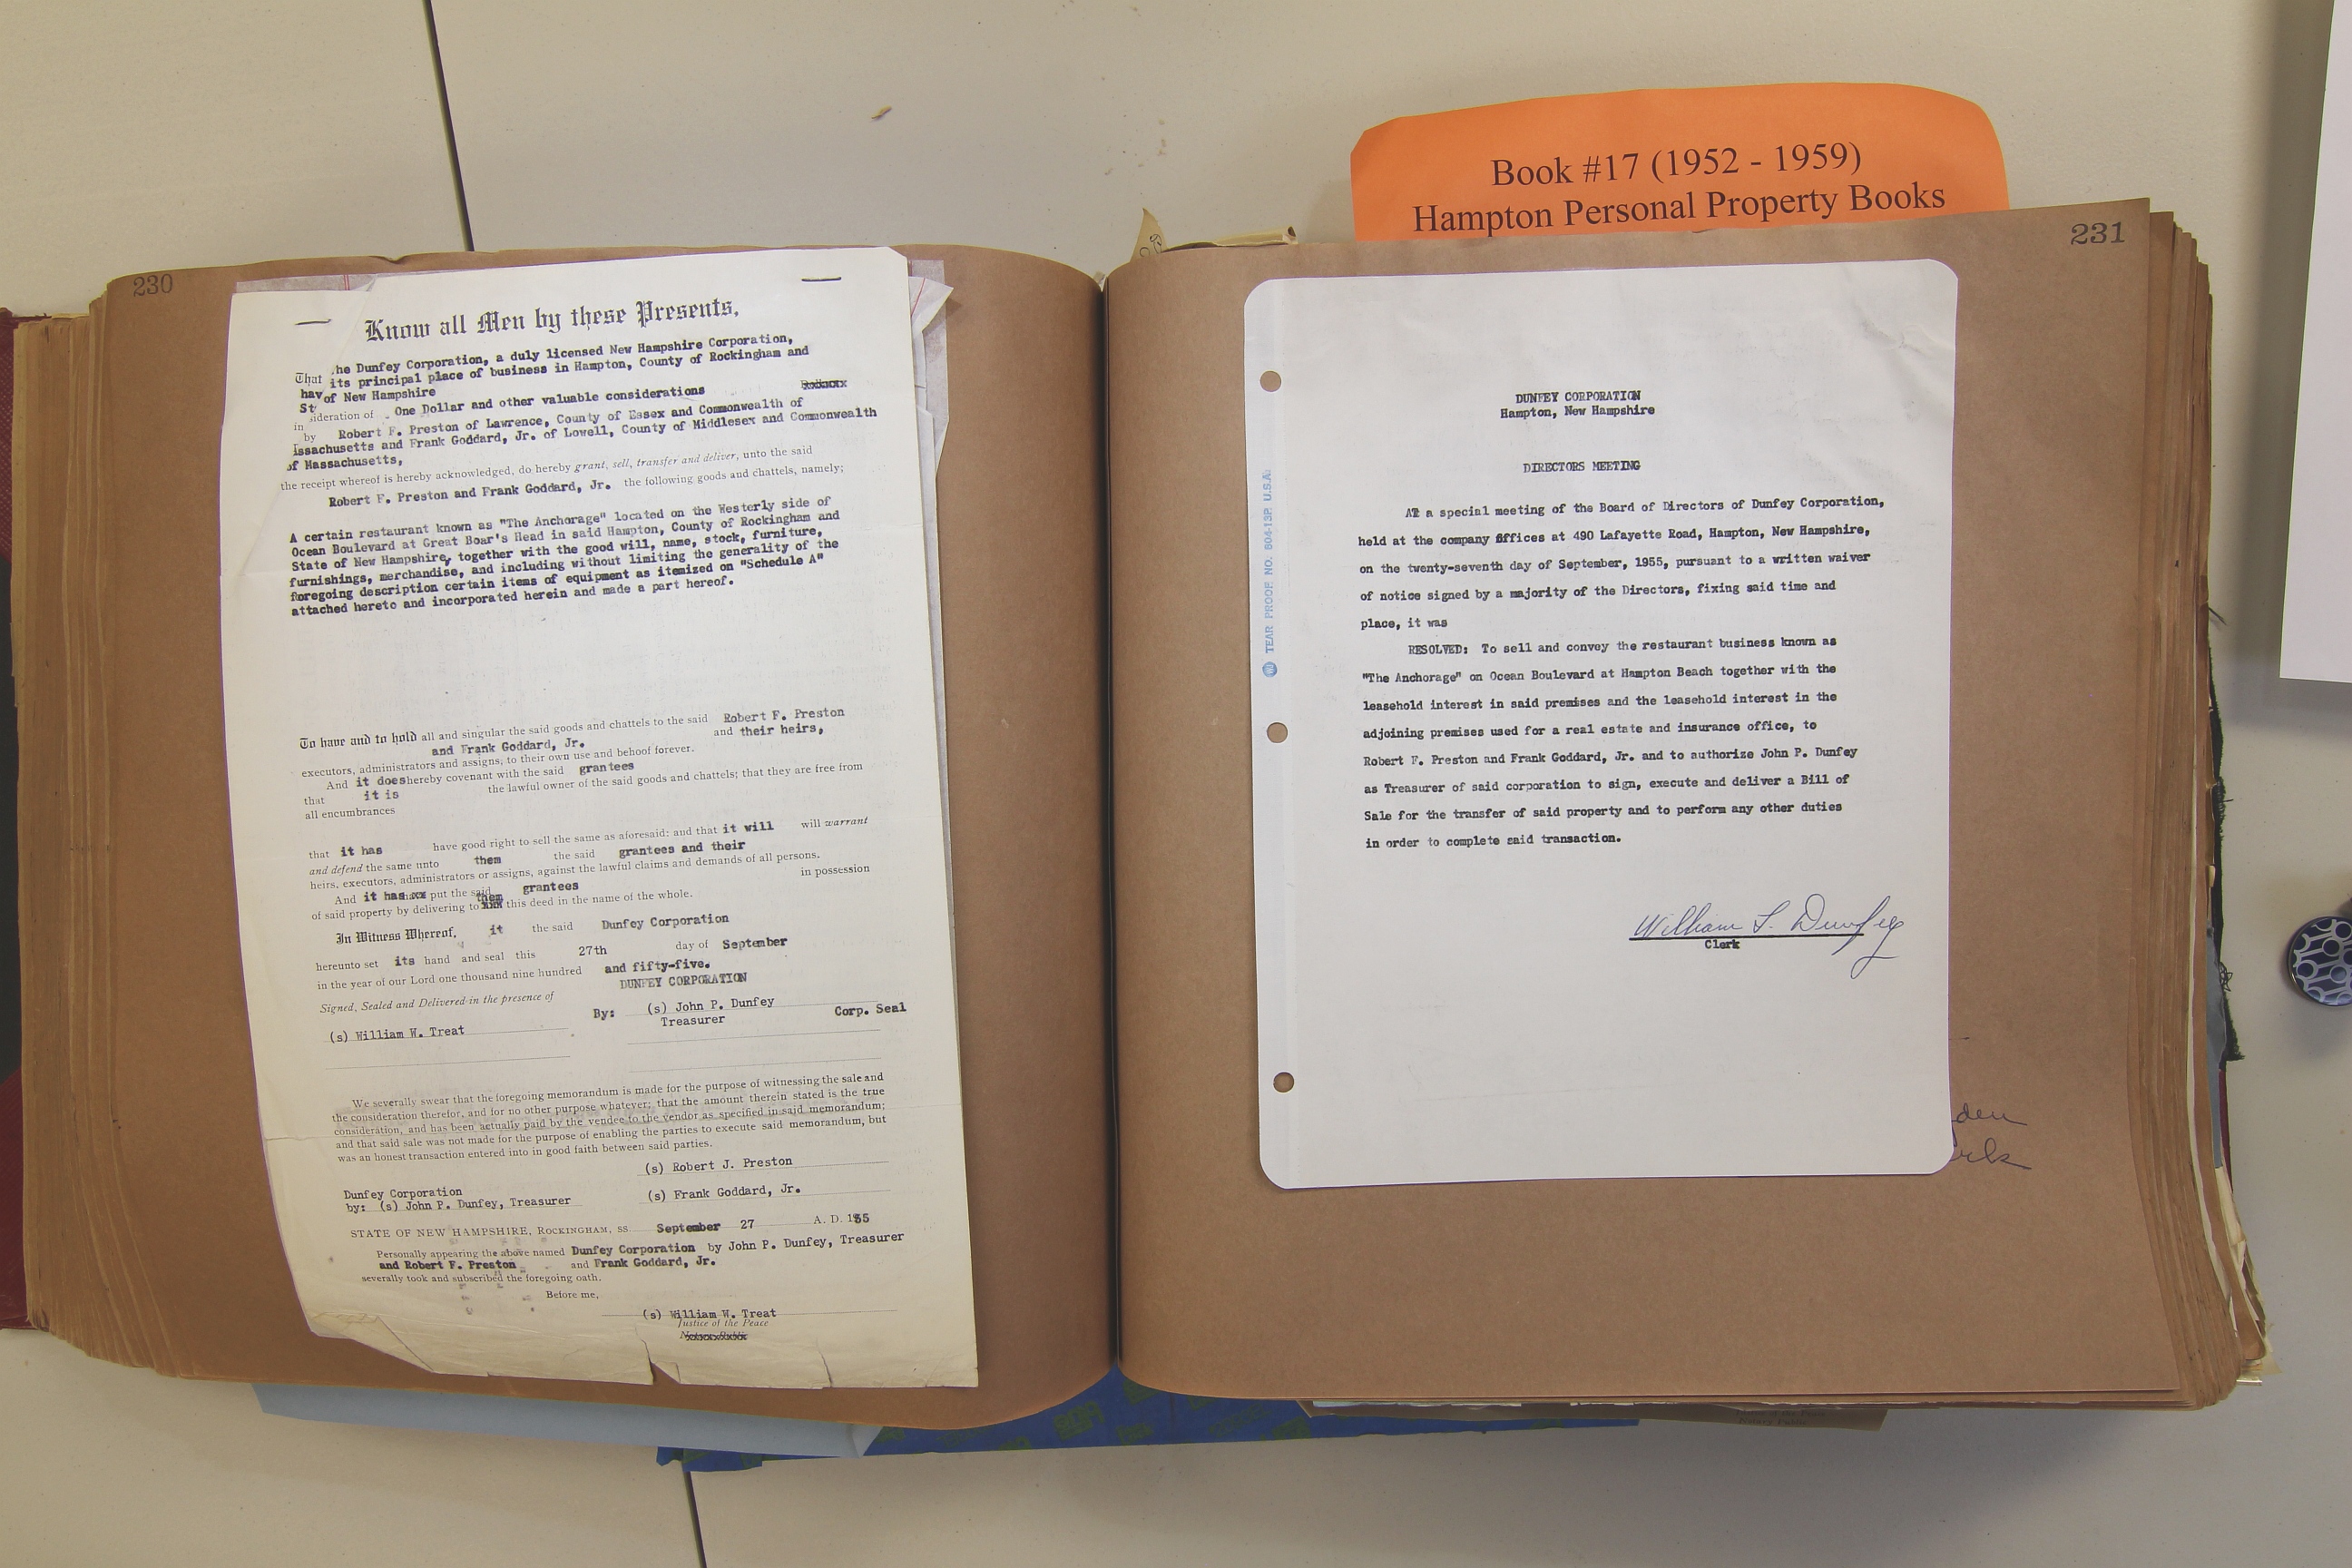 Book #17 (1952 - 1959)
Hampton Personal Property Books
230
Know all Men by these Presents,
That he Dunfey Corporation, a duly licensed New Hampshire Corporation,
hav its principal place of business in Hampton, County of Rockingham and
St of New Hampshire
in sideration of One Dollar and other valuable considerations
by Robert F. Preston of Lawrence, County of Essex and Commonwealth of
ssachusetts and Frank Goddard, Jr. of Lowell, County of Middlesex and Commonwealth
of Massachusetts,
the receipt whereof is hereby acknowledged, do hereby grant, sell, transfer and deliver, unto the said
Robert F. Preston and Frank Goddard, Jr. the following goods and chattels, namely;
A certain restaurant known as "The Anchorage" located on the Westerly side of
Ocean Boulevard at Great Boar's Head in said Hampton, County of Rockingham and
State of New Hampshire, together with the good will, name, stock, furniture,
furnishings, merchandise, and including without limiting the generality of the
foregoing description certain items of equipment as itemized on "Schedule A"
attached hereto and incorporated herein and made a part hereof.
To have and to hold all and singular the said goods and chattels to the said Robert F. Preston
and Frank Goddard, Jr. and their heirs,
executors, administrators and assigns, to their own use and behoof forever.
And it does hereby covenant with the said grantees
that it is the lawful owner of the said goods and chattels; that they are free from
all encumbrances
that it has have good right to sell the same as aforesaid: and that it will will warrant
and defend the same unto them the said grantees and their
heirs, executors, administrators or assigns, against the lawful claims and demands of all persons.
And it has xx put the said grantees in possession
of said property by delivering to them this deed in the name of the whole.
In Witness Whereof, it the said Dunfey Corporation
hereunto set its hand and seal this 27th day of September
in the year of our Lord one thousand nine hundred and fifty-five.
DUNFEY CORPORATION
Signed, Sealed and Delivered in the presence of
By: (s) John P. Dunfey
Treasurer Corp. Seal
(s) William W. Treat
We severally swear that the foregoing memorandum is made for the purpose of witnessing the sale and
the consideration therefor, and for no other purpose whatever; that the amount therein stated is the true
consideration, and has been actually paid by the vendee to the vendor as specified in said memorandum;
and that said sale was not made for the purpose of enabling the parties to execute said memorandum, but
was an honest transaction entered into in good faith between said parties.
(s) Robert J. Preston
Dunfey Corporation
by: (s) John P. Dunfey, Treasurer (s) Frank Goddard, Jr.
STATE OF NEW HAMPSHIRE, ROCKINGHAM, SS September 27 A. D. 1955
Personally appearing the above named Dunfey Corporation by John P. Dunfey, Treasurer
and Robert F. Preston and Frank Goddard, Jr.
severally took and subscribed the foregoing oath.
Before me,
(s) William W. Treat
Justice of the Peace
231
TEAR PROOF NO. 604-13P. U.S.A.
DUNFEY CORPORATION
Hampton, New Hampshire
DIRECTORS MEETING
At a special meeting of the Board of Directors of Dunfey Corporation,
held at the company offices at 490 Lafayette Road, Hampton, New Hampshire,
on the twenty-seventh day of September, 1955, pursuant to a written waiver
of notice signed by a majority of the Directors, fixing said time and
place, it was
RESOLVED: To sell and convey the restaurant business known as
"The Anchorage" on Ocean Boulevard at Hampton Beach together with the
leasehold interest in said premises and the leasehold interest in the
adjoining premises used for a real estate and insurance office, to
Robert F. Preston and Frank Goddard, Jr. and to authorize John P. Dunfey
as Treasurer of said corporation to sign, execute and deliver a Bill of
Sale for the transfer of said property and to perform any other duties
in order to complete said transaction.
William L. Dunfey
Clerk
den